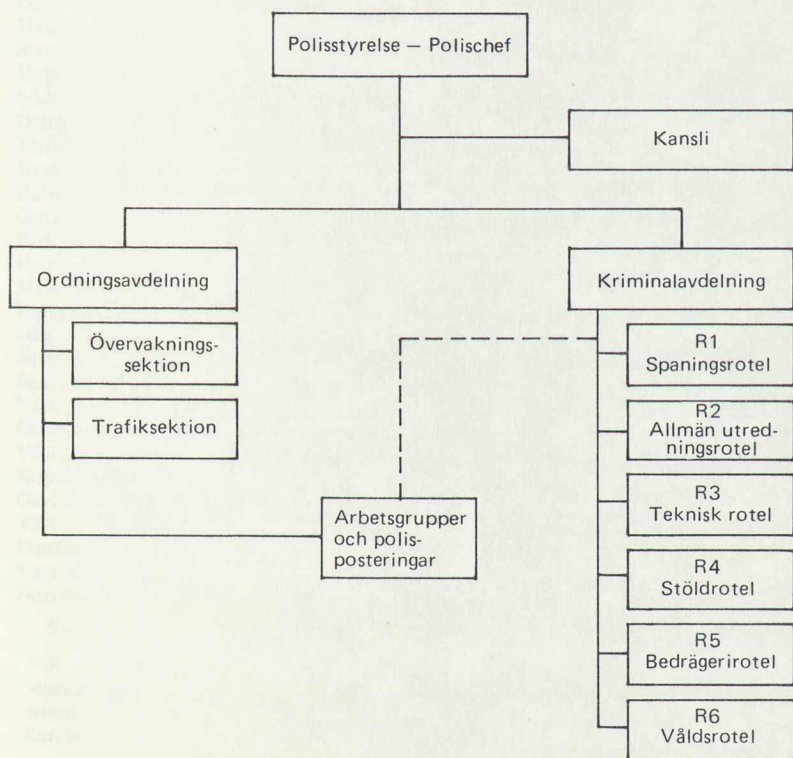 Polisstyrelse — Polischef
Kansli
Ordningsavdelning
Kriminalavdelning
Övervaknings-
sektion
Trafiksektion
Arbetsgrupper
och polis-
posteringar
R1
Spaningsrotel
R2
Allmän utred-
ningsrotel
R3
Teknisk rotel
R4
Stöldrotel
R5
Bedrägerirotel
R6
Våldsrotel